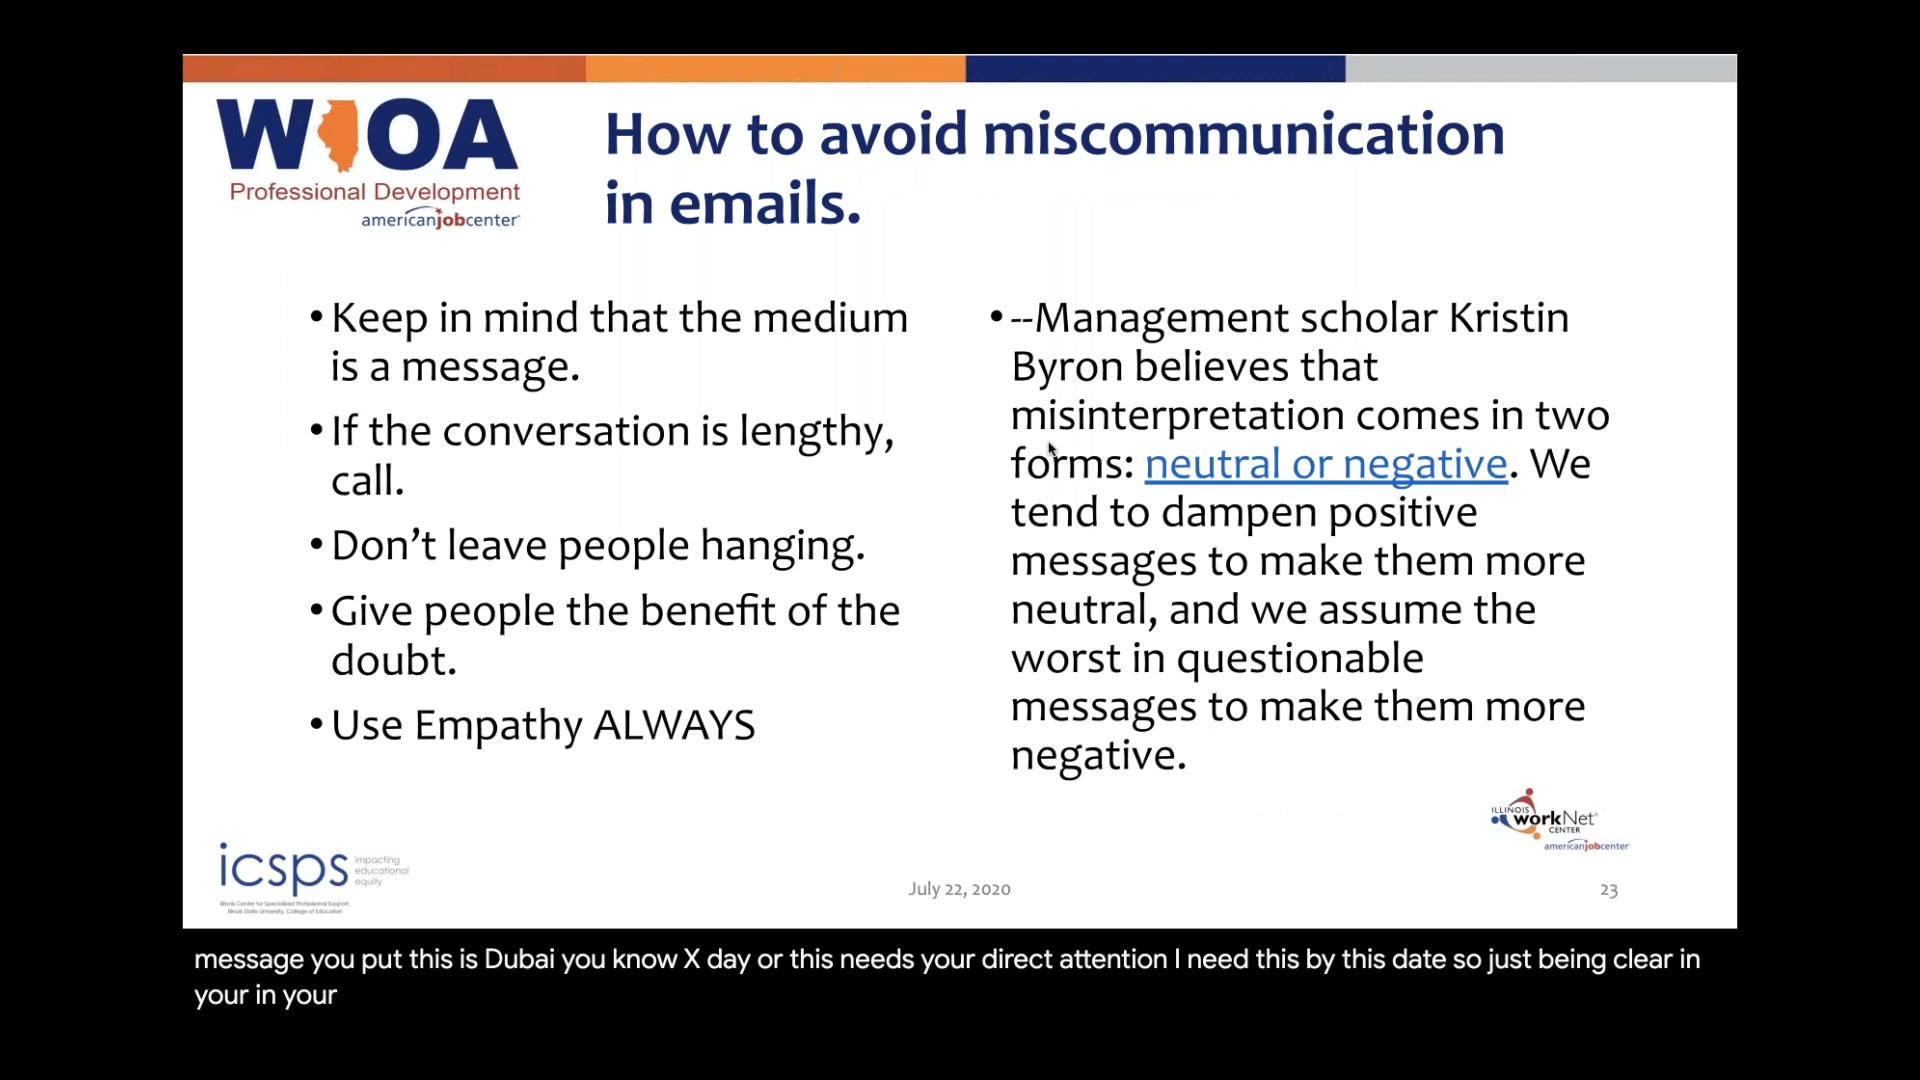 WIOA
Professional Development
americanjobcenter
How to avoid miscommunication
in emails.
•Keep in mind that the medium
is a message.
•If the conversation is lengthy,
call.
•Don’t leave people hanging.
•Give people the benefit of the
doubt.
•Use Empathy ALWAYS
•--Management scholar Kristin
Byron believes that
misinterpretation comes in two
forms: neutral or negative. We
tend to dampen positive
messages to make them more
neutral, and we assume the
worst in questionable
messages to make them more
negative.
ILLINOIS
workNet®
CENTER
americanjobcenter
icsps
impacting
educational
equity
Illinois Center for Specialized Professional Support,
Illinois State University, College of Education
July 22, 2020
23
message you put this is Dubai you know X day or this needs your direct attention I need this by this date so just being clear in
your in your